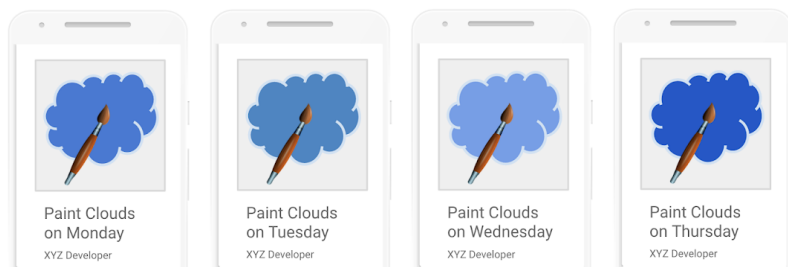 Paint Clouds
on Monday
XYZ Developer
Paint Clouds
on Tuesday
XYZ Developer
Paint Clouds
on Wednesday
XYZ Developer
Paint Clouds
on Thursday
XYZ Developer